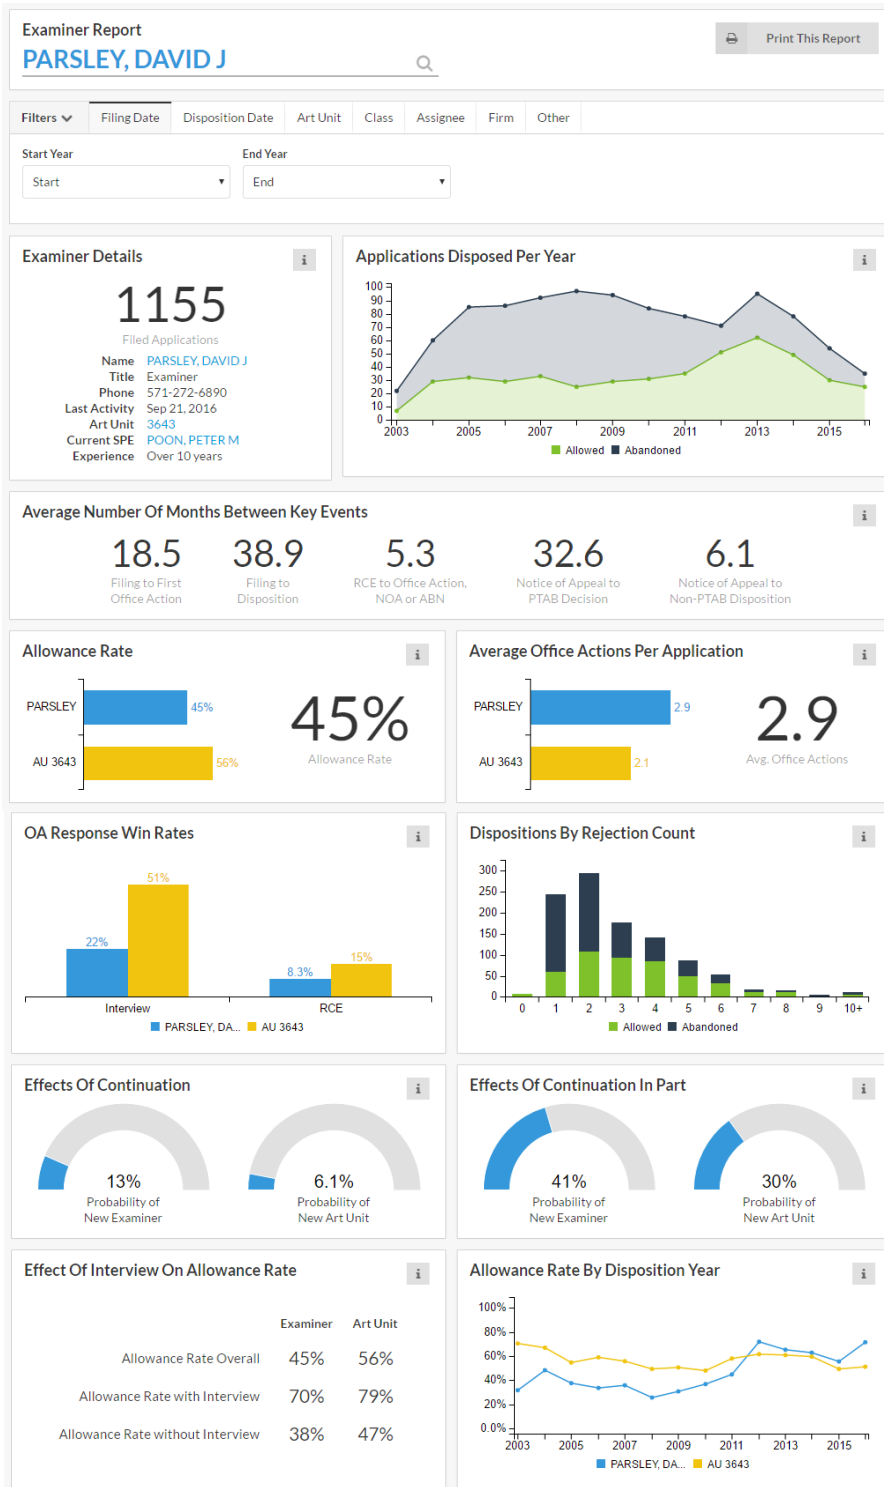 Examiner Report
PARSLEY, DAVID J
Print This Report
Filters
Filing Date
Disposition Date
Art Unit
Class
Assignee
Firm
Other
Start Year
End Year
Start
End
Examiner Details
i
1155
Filed Applications
Name PARSLEY, DAVID J
Title Examiner
Phone 571-272-6890
Last Activity Sep 21, 2016
Art Unit 3643
Current SPE POON, PETER M
Experience Over 10 years
Applications Disposed Per Year
i
100
90
80
70
60
50
40
30
20
10
0
2003 2005 2007 2009 2011 2013 2015
Allowed Abandoned
Average Number Of Months Between Key Events
i
18.5
Filing to First
Office Action
38.9
Filing to
Disposition
5.3
RCE to Office Action,
NOA or ABN
32.6
Notice of Appeal to
PTAB Decision
6.1
Notice of Appeal to
Non-PTAB Disposition
Allowance Rate
i
PARSLEY 45%
AU 3643 56%
45%
Allowance Rate
Average Office Actions Per Application
i
PARSLEY 2.9
AU 3643 2.1
2.9
Avg. Office Actions
OA Response Win Rates
i
22% 51%
8.3% 15%
Interview RCE
PARSLEY, DA... AU 3643
Dispositions By Rejection Count
i
300
250
200
150
100
50
0
0 1 2 3 4 5 6 7 8 9 10+
Allowed Abandoned
Effects Of Continuation
i
13%
Probability of
New Examiner
6.1%
Probability of
New Art Unit
Effects Of Continuation In Part
i
41%
Probability of
New Examiner
30%
Probability of
New Art Unit
Effect Of Interview On Allowance Rate
i
Examiner Art Unit
Allowance Rate Overall 45% 56%
Allowance Rate with Interview 70% 79%
Allowance Rate without Interview 38% 47%
Allowance Rate By Disposition Year
i
100%
80%
60%
40%
20%
0.0%
2003 2005 2007 2009 2011 2013 2015
PARSLEY, DA... AU 3643